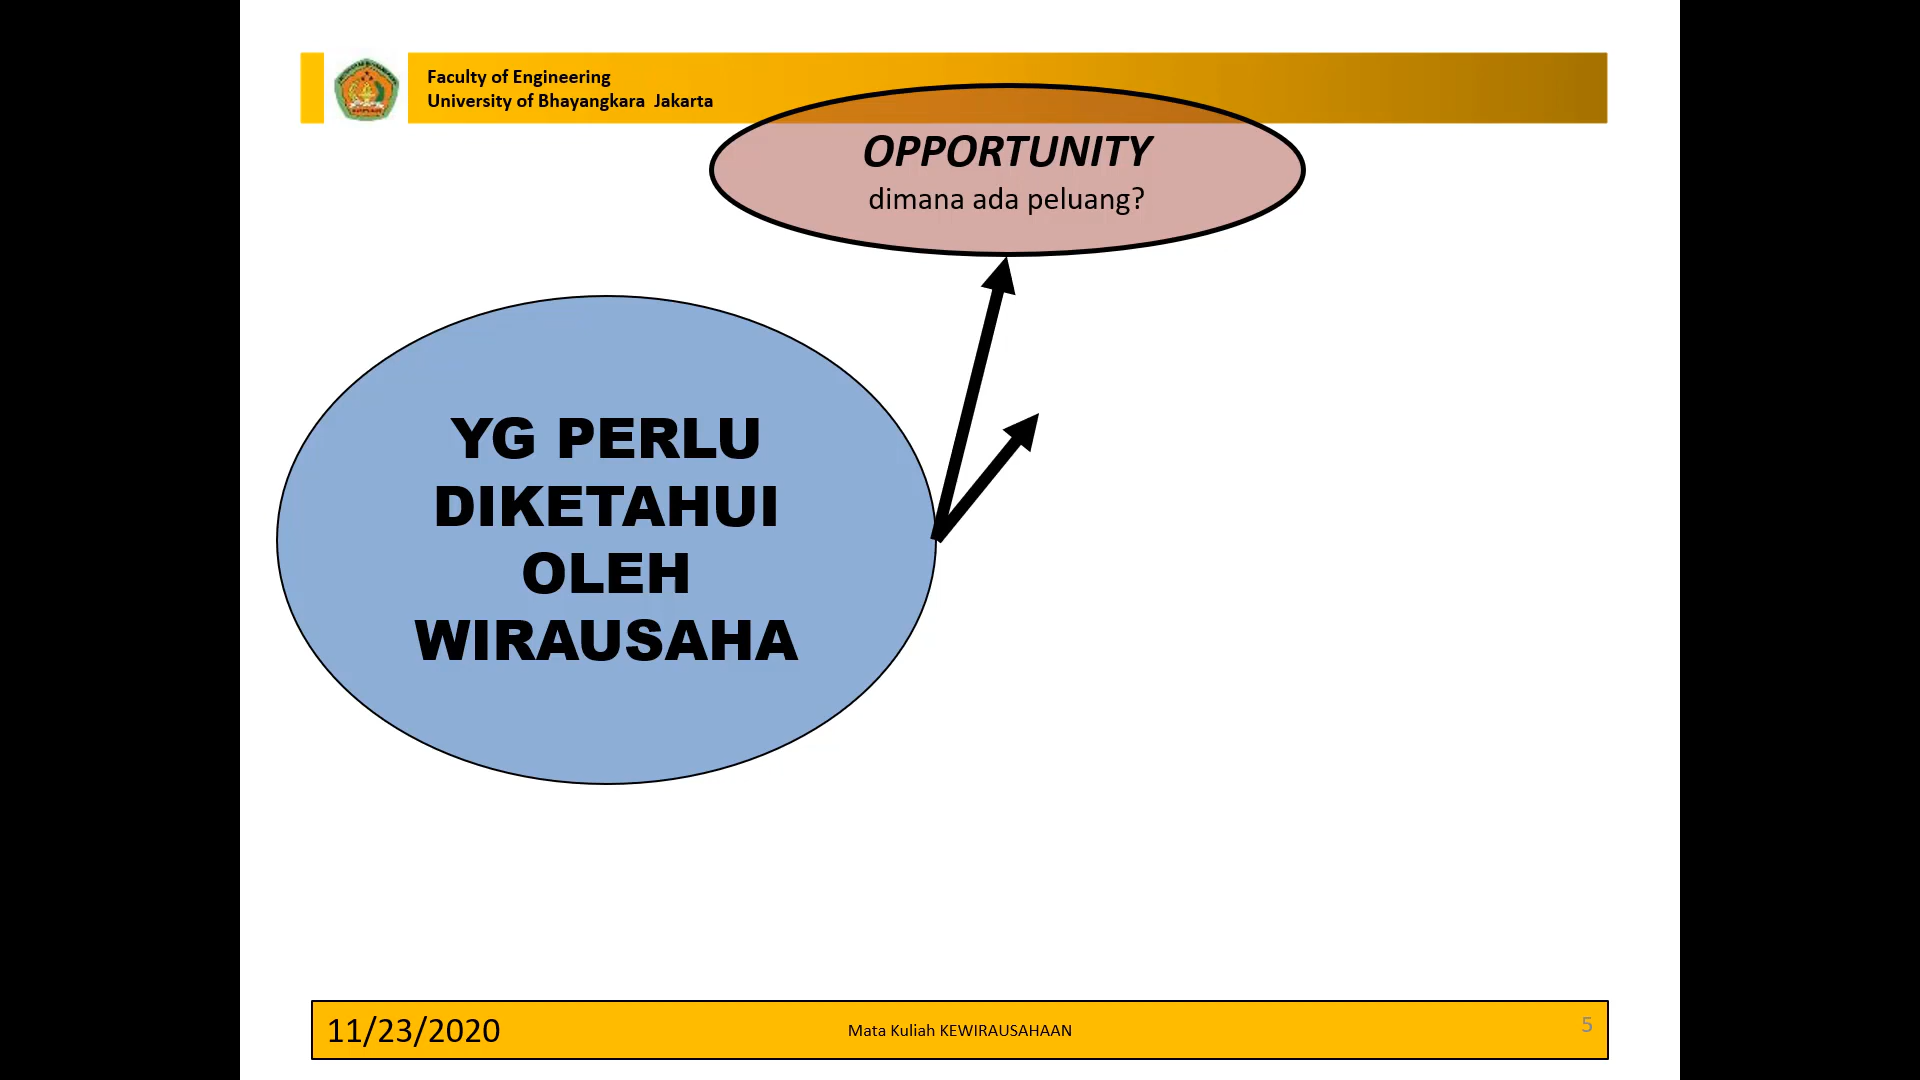 Faculty of Engineering
University of Bhayangkara Jakarta
OPPORTUNITY
dimana ada peluang?
YG PERLU
DIKETAHUI
OLEH
WIRAUSAHA
11/23/2020
Mata Kuliah KEWIRAUSAHAAN
5